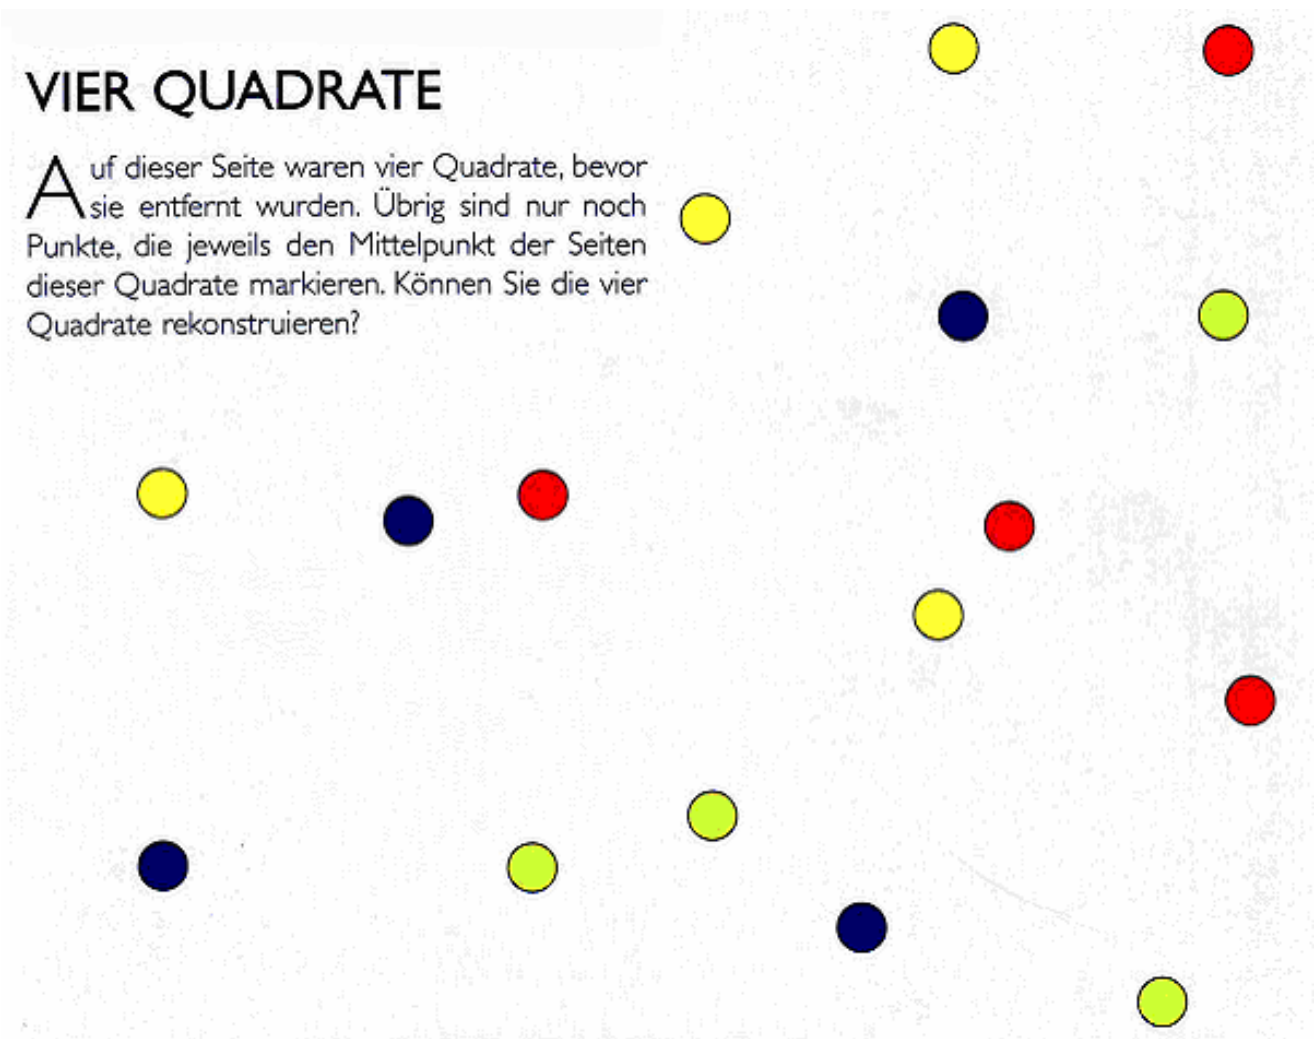 VIER QUADRATE
Auf dieser Seite waren vier Quadrate, bevor
sie entfernt wurden. Übrig sind nur noch
Punkte, die jeweils den Mittelpunkt der Seiten
dieser Quadrate markieren. Können Sie die vier
Quadrate rekonstruieren?